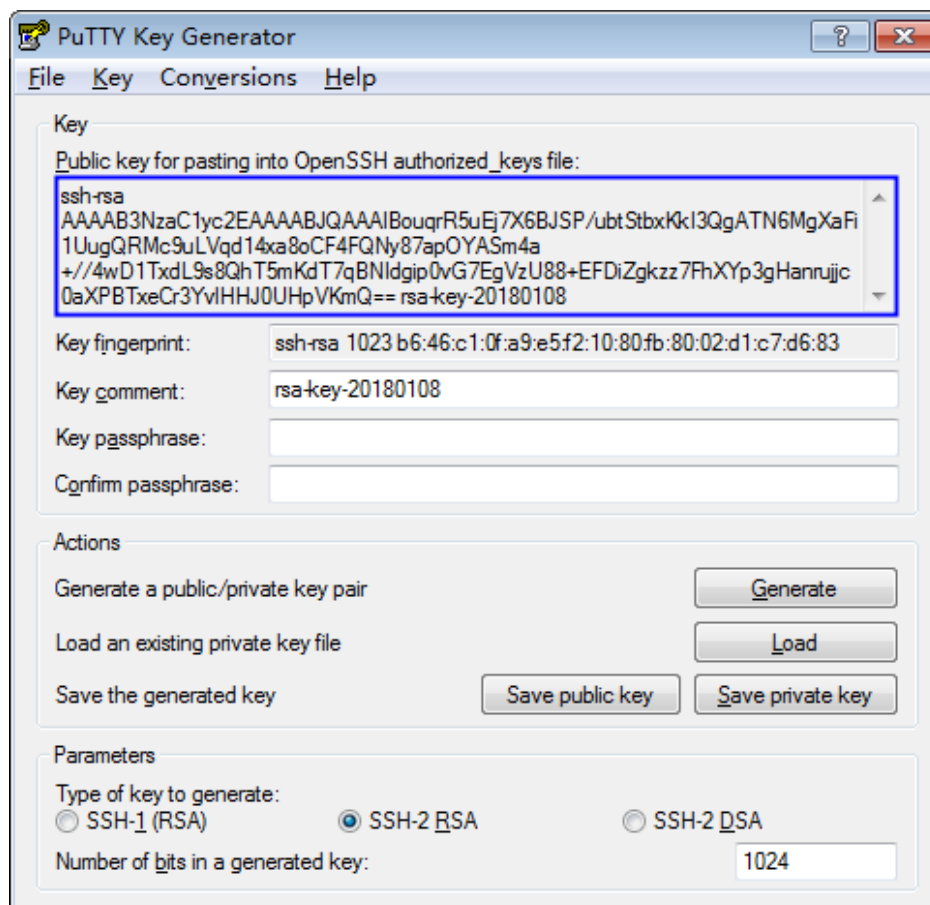 PuTTY Key Generator
File Key Conversions Help
Key
Public key for pasting into OpenSSH authorized_keys file:
ssh-rsa
AAAAB3NzaC1yc2EAAAABJQAAAIBouqrR5uEj7X6BJSP/ubtStbxKkI3QgATN6MgXaFi
1UugQRMc9uLVqd14xa8oCF4FQNy87apOYASm4a
+//4wD1TxdL9s8QhT5mKdT7qBNIdgip0vG7EgVzU88+EFDiZgkzz7FhXYp3gHanrujjc
0aXPBTxeCr3YvIHHJ0UHpVKmQ== rsa-key-20180108
Key fingerprint: ssh-rsa 1023 b6:46:c1:0f:a9:e5:f2:10:80:fb:80:02:d1:c7:d6:83
Key comment: rsa-key-20180108
Key passphrase:
Confirm passphrase:
Actions
Generate a public/private key pair Generate
Load an existing private key file Load
Save the generated key Save public key Save private key
Parameters
Type of key to generate:
SSH-1 (RSA) SSH-2 RSA SSH-2 DSA
Number of bits in a generated key: 1024